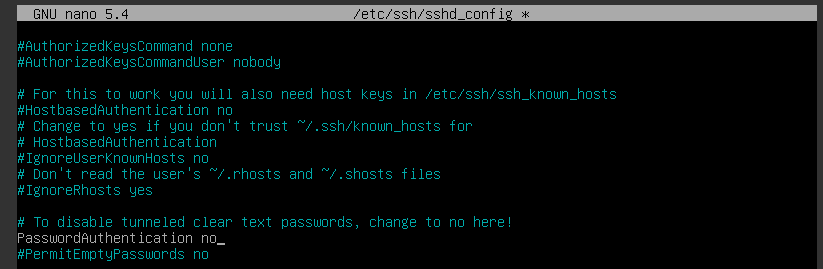 GNU nano 5.4 /etc/ssh/sshd_config *
#AuthorizedKeysCommand none
#AuthorizedKeysCommandUser nobody
# For this to work you will also need host keys in /etc/ssh/ssh_known_hosts
#HostbasedAuthentication no
# Change to yes if you don't trust ~/.ssh/known_hosts for
# HostbasedAuthentication
#IgnoreUserKnownHosts no
# Don't read the user's ~/.rhosts and ~/.shosts files
#IgnoreRhosts yes
# To disable tunneled clear text passwords, change to no here!
PasswordAuthentication no
#PermitEmptyPasswords no